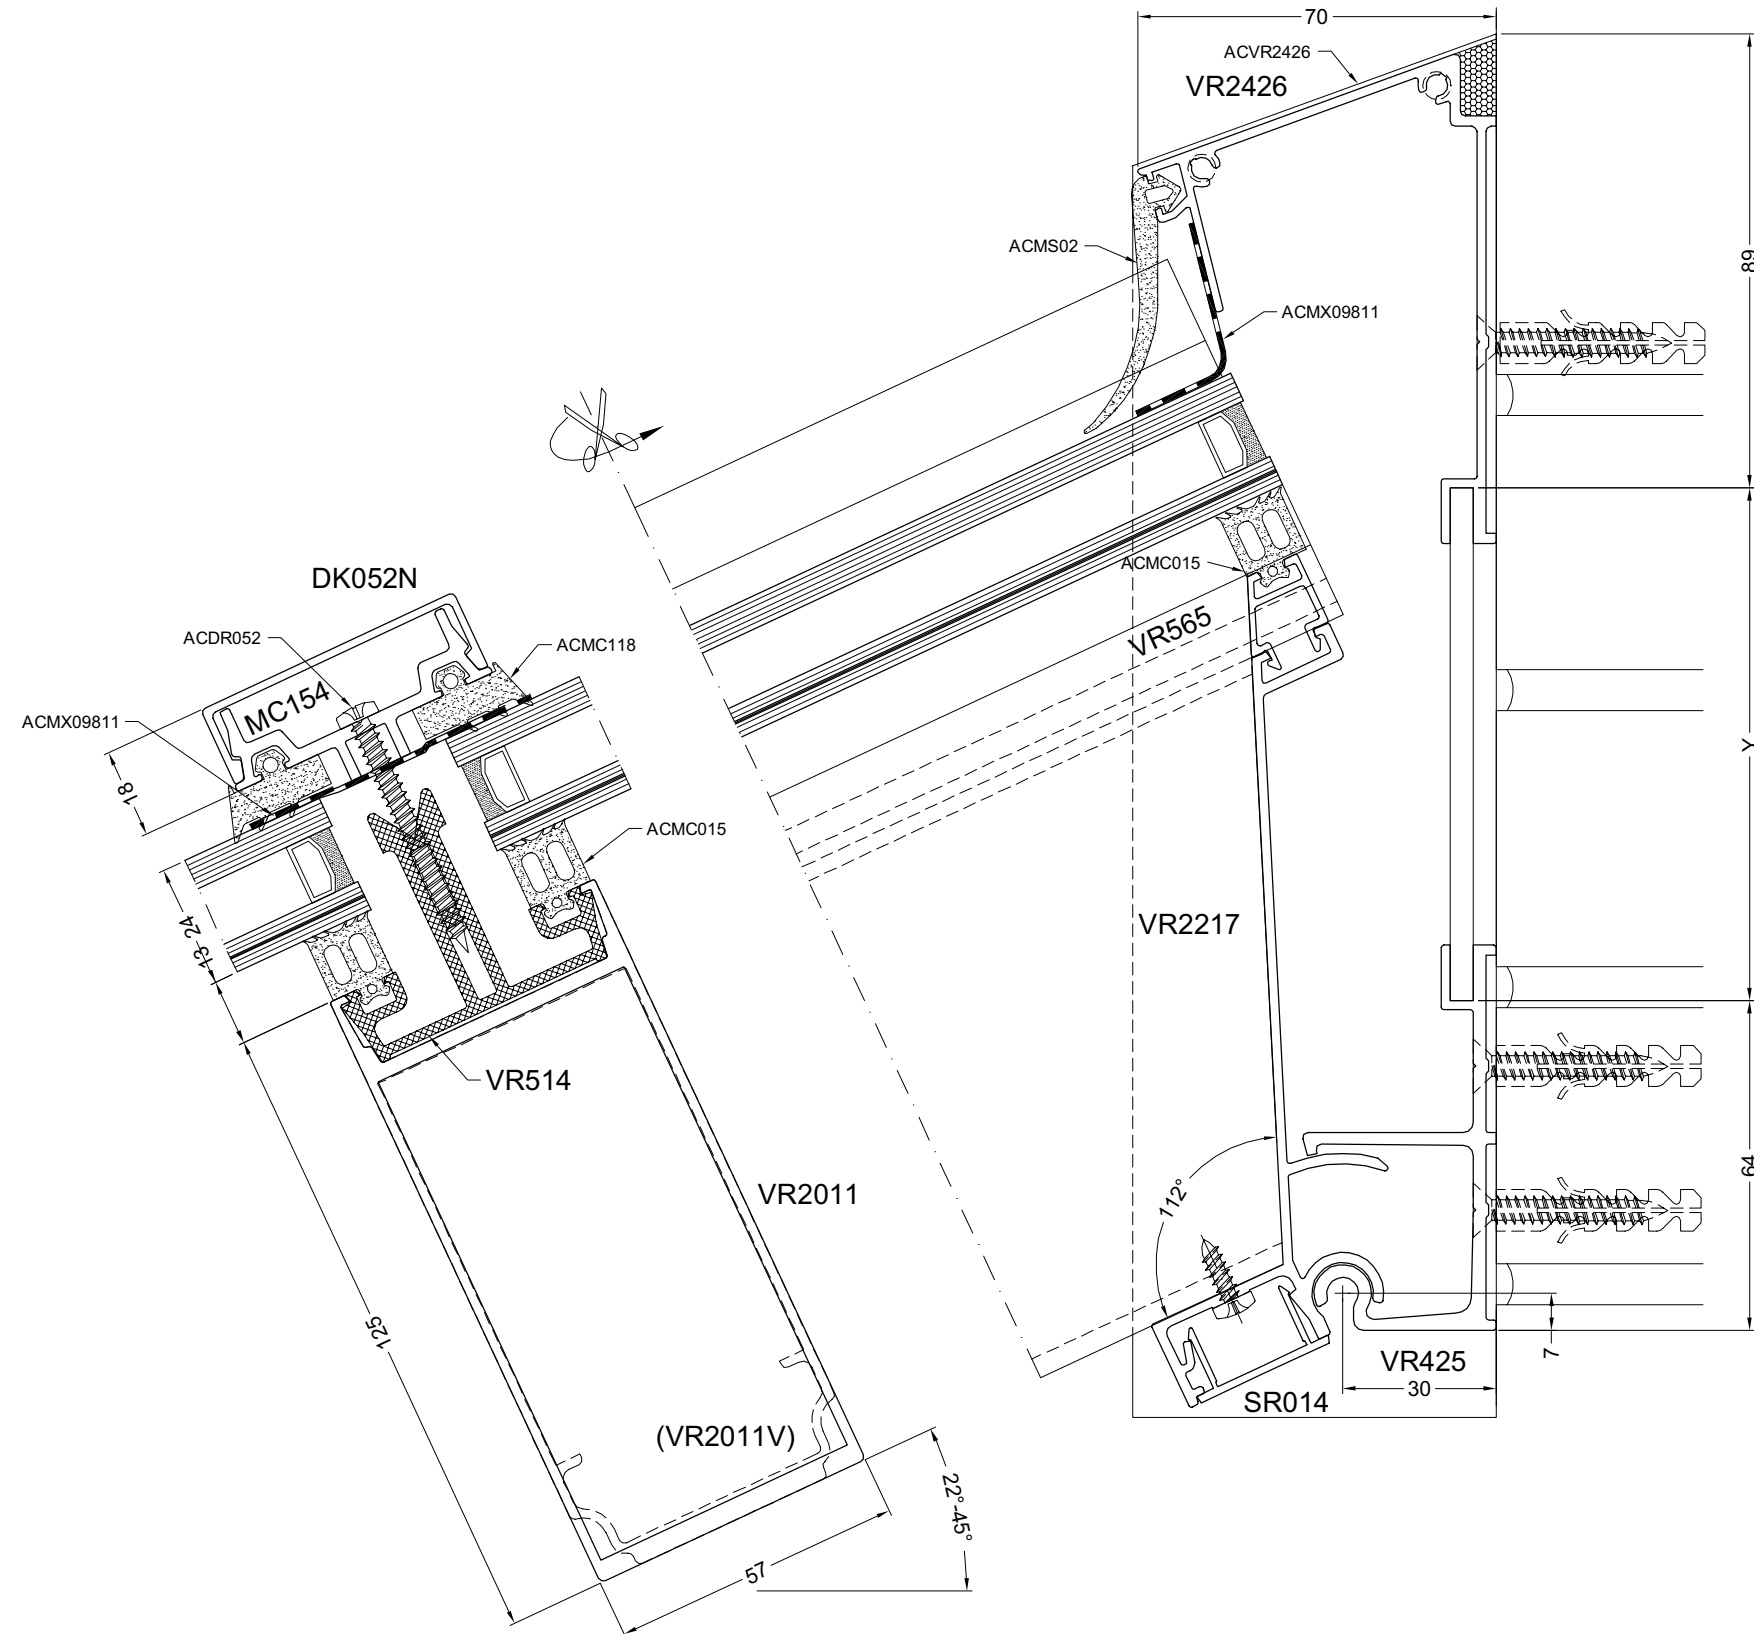 70
ACVR2426
VR2426
89
ACMS02
ACMX09811
DK052N
ACMC015
ACDR052
ACMC118
VR565
MC154
ACMX09811
18
Y
ACMC015
VR2217
24
13
VR514
64
VR2011
112°
125
7
VR425
30
SR014
(VR2011V)
22°-45°
57